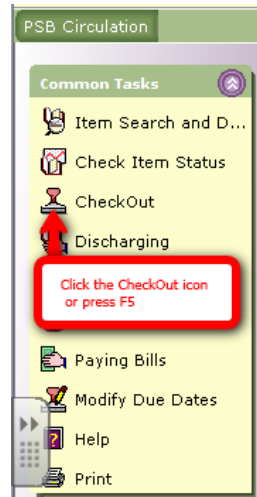 PSB Circulation
Common Tasks
Item Search and D...
Check Item Status
CheckOut
Discharging
Click the CheckOut icon
or press F5
Paying Bills
Modify Due Dates
Help
Print